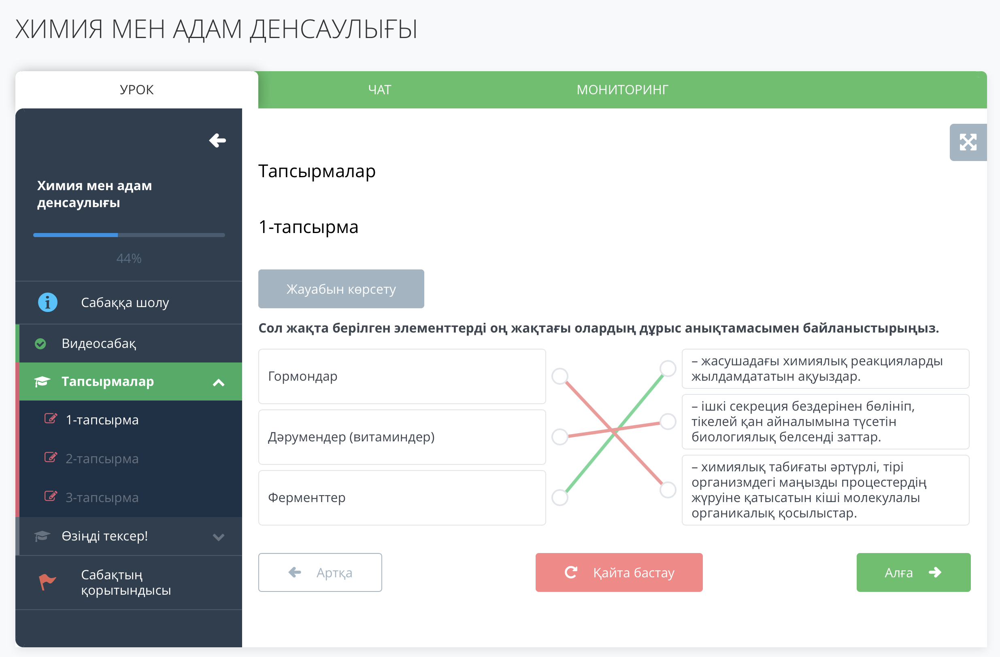 ХИМИЯ МЕН АДАМ ДЕНСАУЛЫҒЫ
УРОК
ЧАТ
МОНИТОРИНГ
Химия мен адам
денсаулығы
44%
Сабаққа шолу
Видеосабақ
Тапсырмалар
1-тапсырма
2-тапсырма
3-тапсырма
Өзіңді тексер!
Сабақтың
қорытындысы
Тапсырмалар
1-тапсырма
Жауабын көрсету
Сол жақта берілген элементтерді оң жақтағы олардың дұрыс анықтамасымен байланыстырыңыз.
Гормондар
Дәрумендер (витаминдер)
Ферменттер
– жасушадағы химиялық реакцияларды
жылдамдататын ақуыздар.
– ішкі секреция бездерінен бөлініп,
тікелей қан айналымына түсетін
биологиялық белсенді заттар.
– химиялық табиғаты әртүрлі, тірі
организмдегі маңызды процестердің
жүруіне қатысатын кіші молекулалы
органикалық қосылыстар.
Артқа
Қайта бастау
Алға